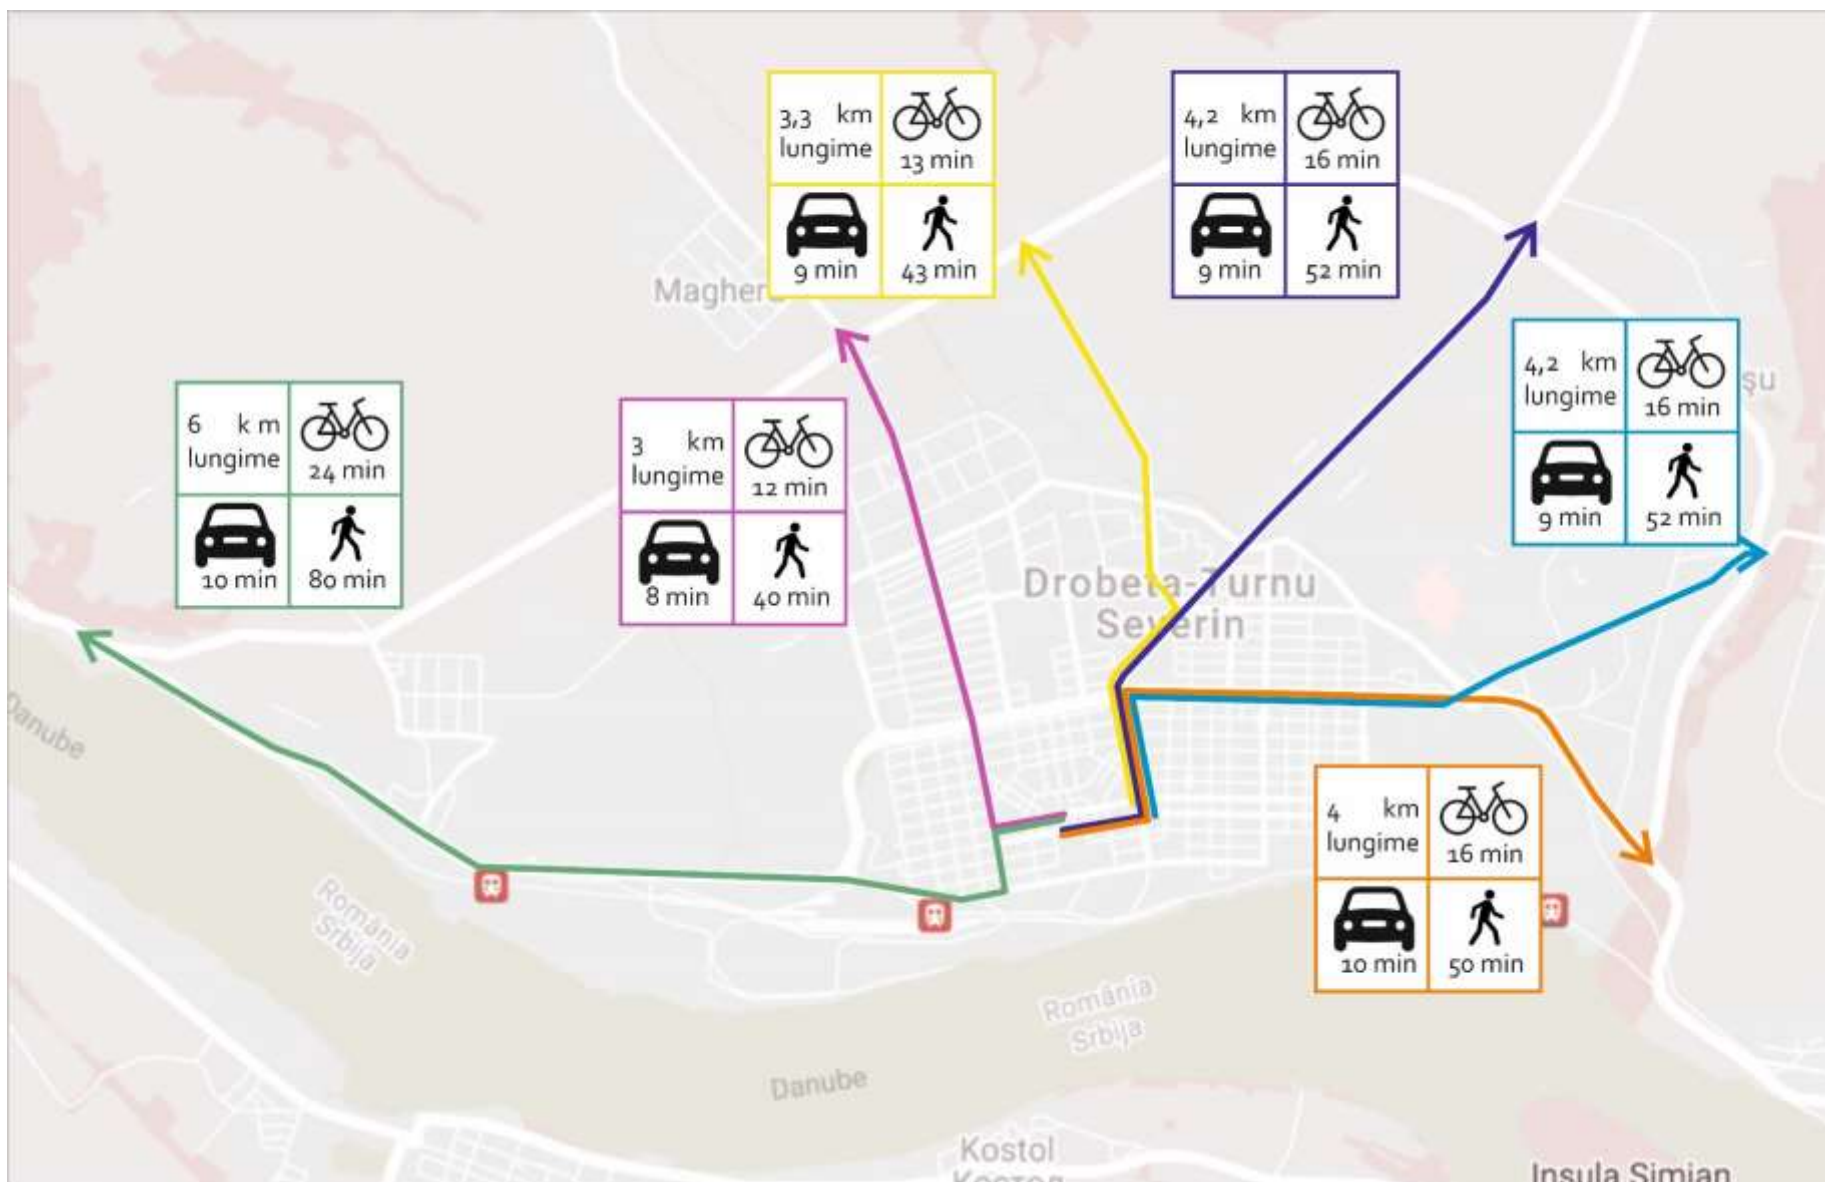 3,3 km
lungime
13 min
9 min
43 min
4,2 km
lungime
16 min
9 min
52 min
Magher
4,2 km
lungime
16 min
9 min
52 min
șu
6 km
lungime
24 min
10 min
80 min
3 km
lungime
12 min
8 min
40 min
Drobeta-Turnu
Severin
Danube
4 km
lungime
16 min
10 min
50 min
România
Srbija
România
Srbija
Danube
Kostol
Костол
Insula Simian